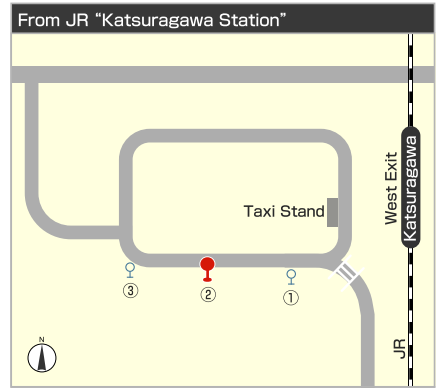 From JR “Katsuragawa Station”
West Exit
Katsuragawa
Taxi Stand
③
②
①
N
JR